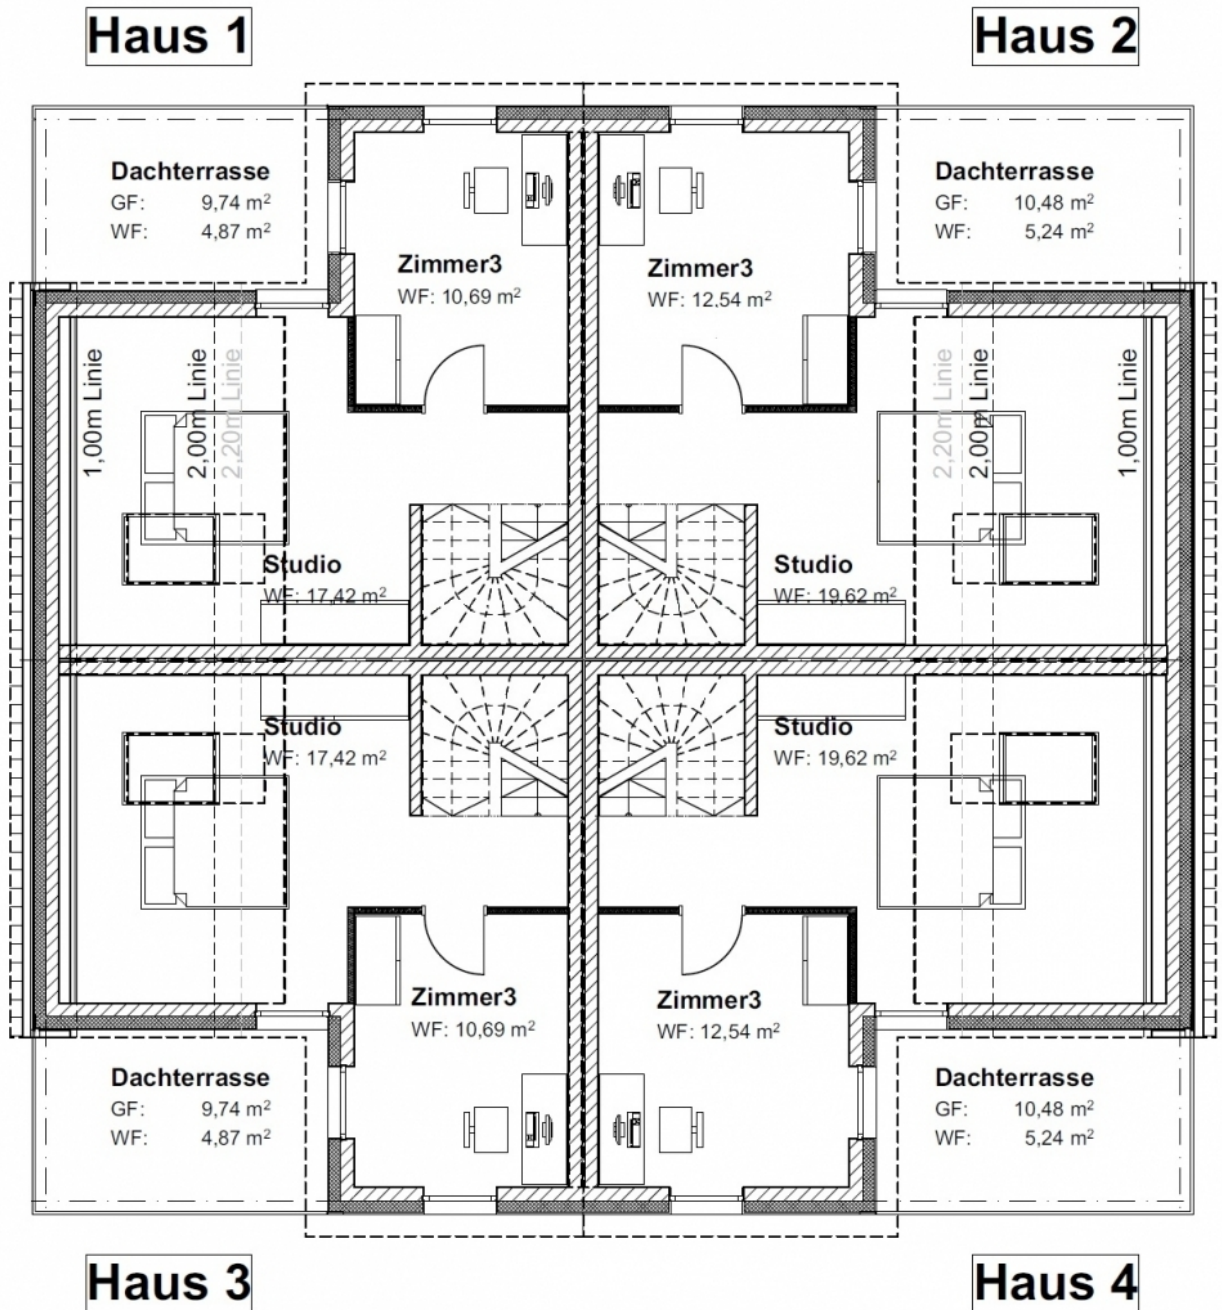 Haus 1
Haus 2
Dachterrasse
GF: 9,74 m²
WF: 4,87 m²
Zimmer3
WF: 10,69 m²
Zimmer3
WF: 12,54 m²
Dachterrasse
GF: 10,48 m²
WF: 5,24 m²
1,00m Linie
2,00m Linie
2,20m Linie
2,20m Linie
2,00m Linie
1,00m Linie
Studio
WF: 17,42 m²
Studio
WF: 19,62 m²
Studio
WF: 17,42 m²
Studio
WF: 19,62 m²
Zimmer3
WF: 10,69 m²
Zimmer3
WF: 12,54 m²
Dachterrasse
GF: 9,74 m²
WF: 4,87 m²
Dachterrasse
GF: 10,48 m²
WF: 5,24 m²
Haus 3
Haus 4